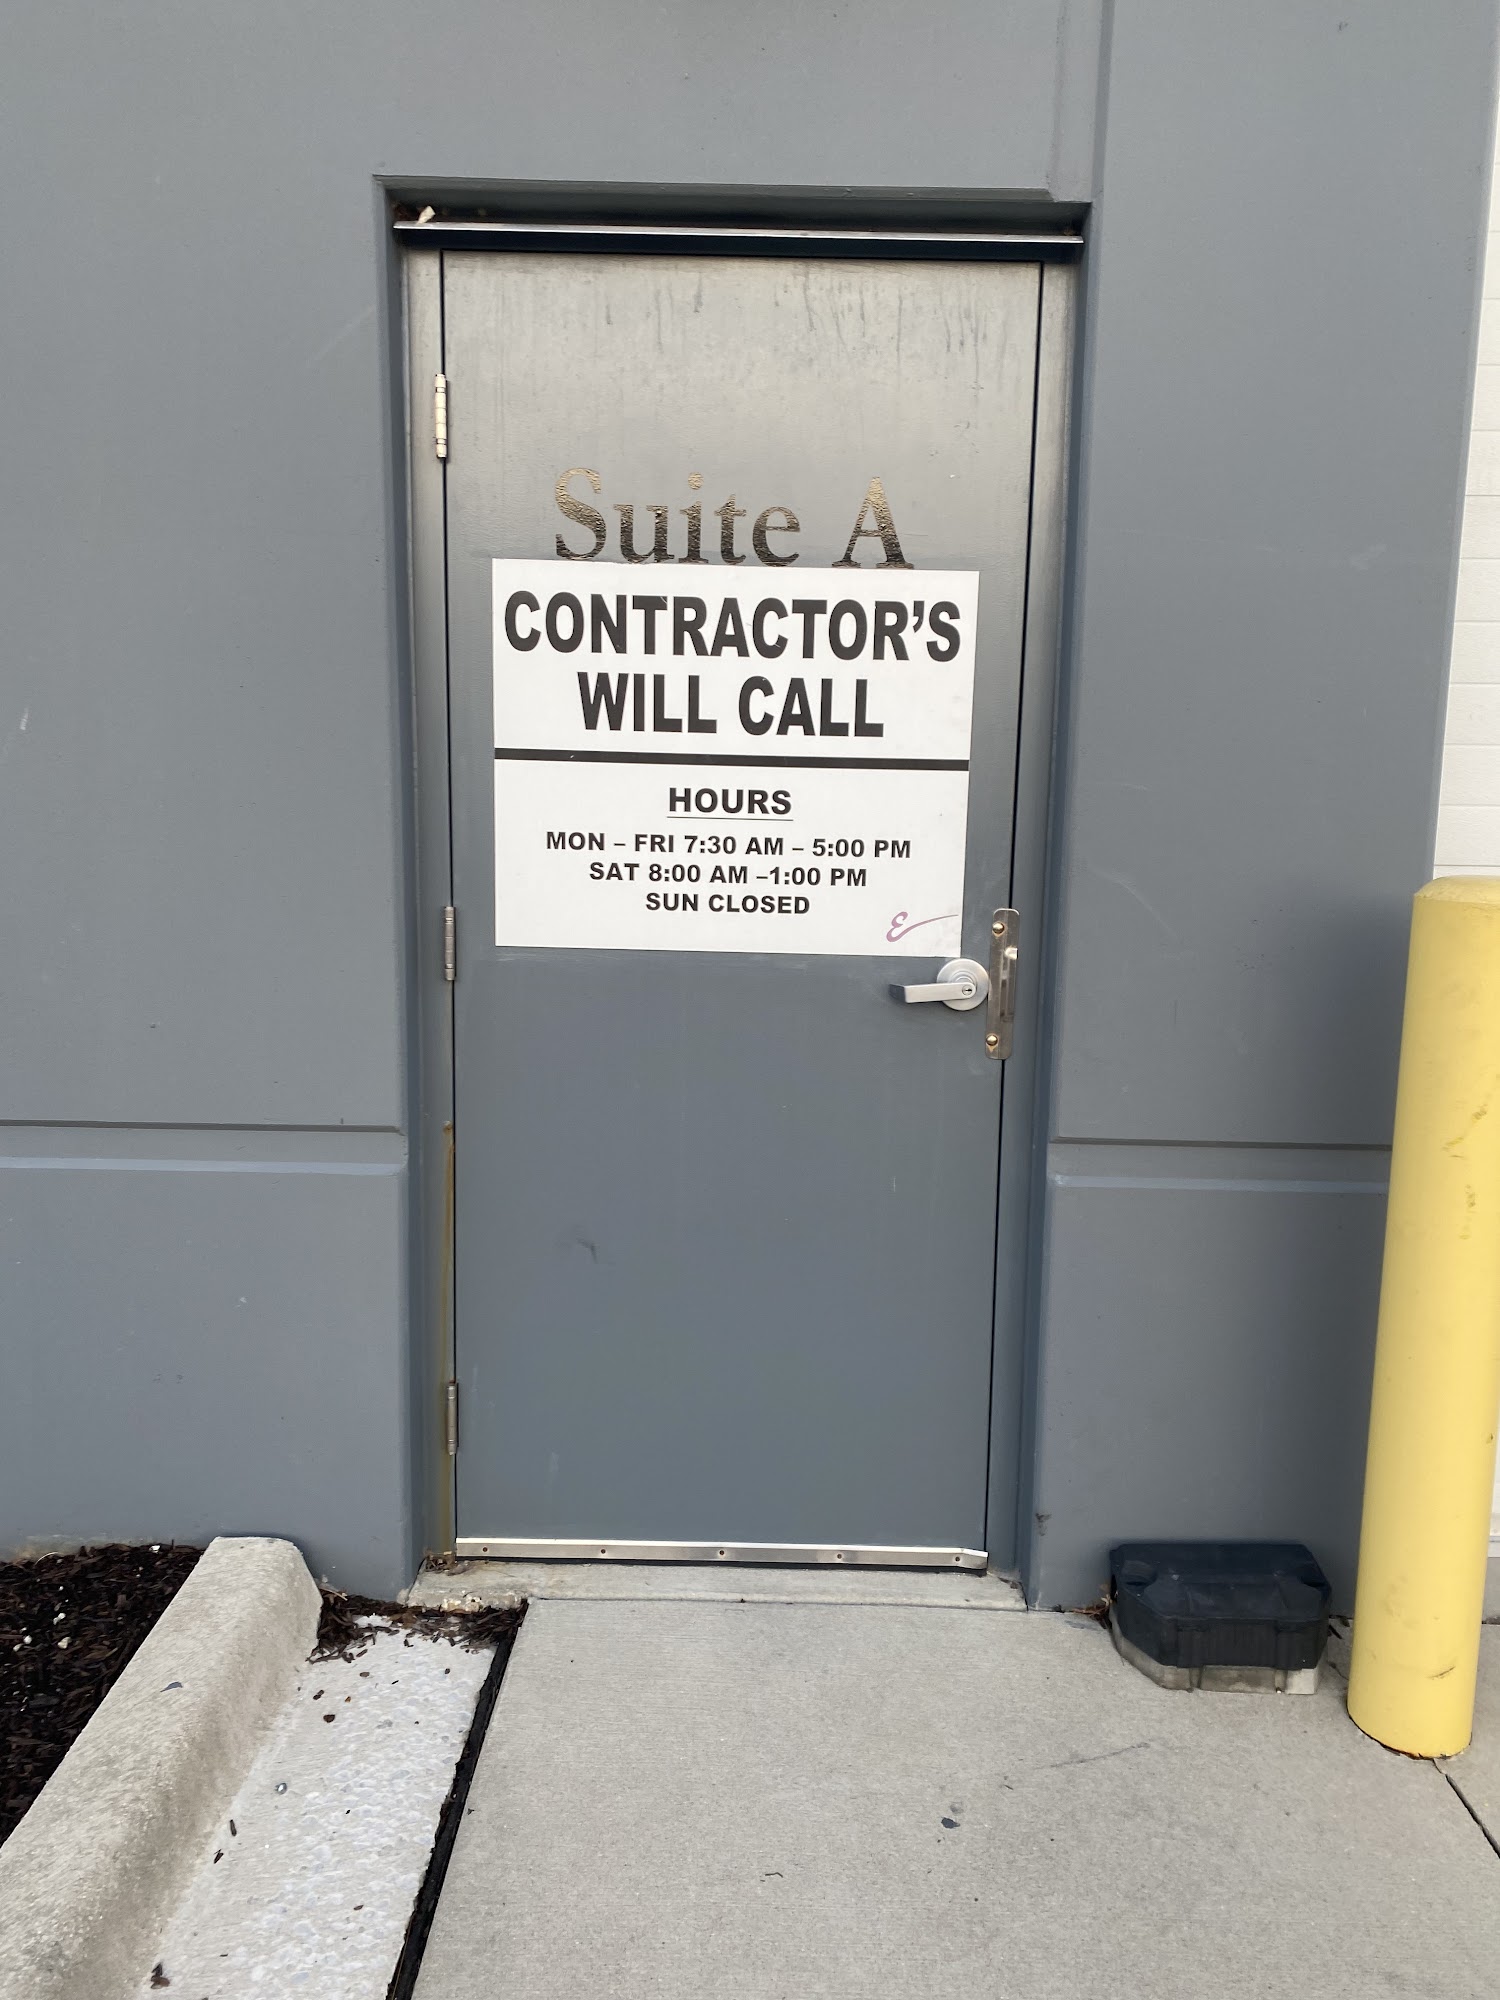 Suite A
CONTRACTOR'S
WILL CALL
HOURS
MON – FRI 7:30 AM – 5:00 PM
SAT 8:00 AM –1:00 PM
SUN CLOSED
E